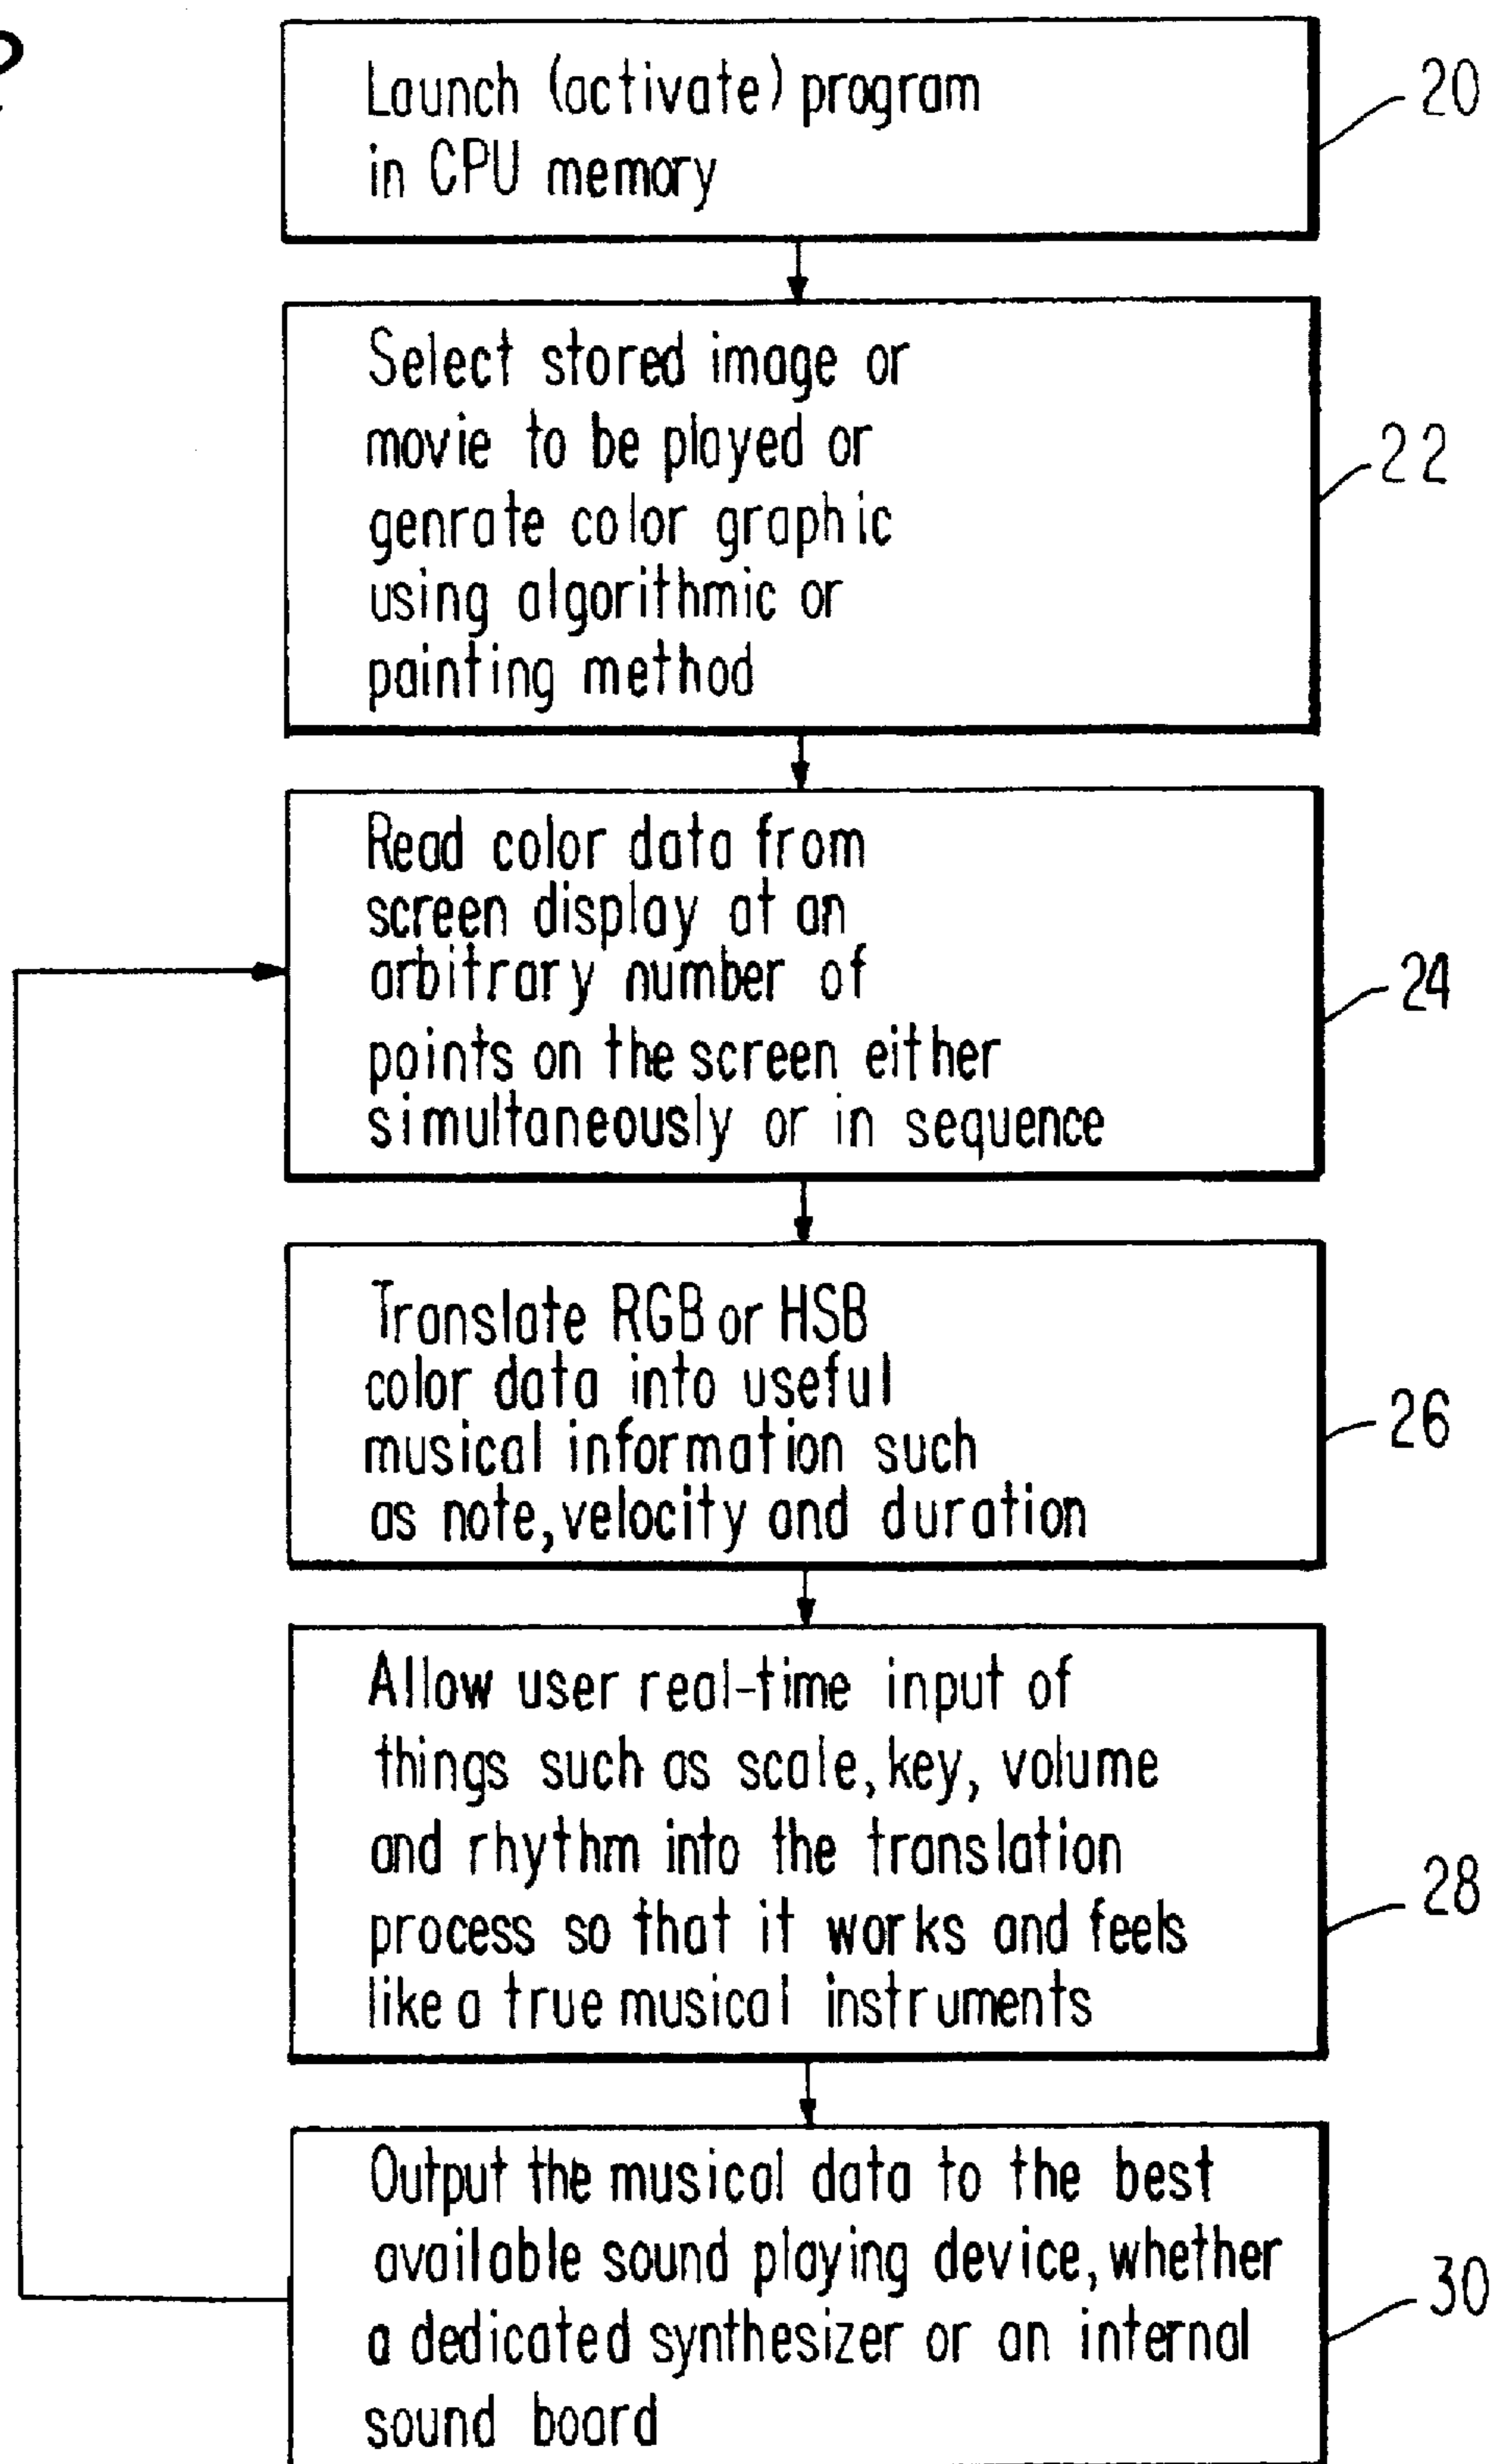 Launch (activate) program
in CPU memory
20
Select stored image or
movie to be played or
genrate color graphic
using algorithmic or
painting method
22
Read color data from
screen display at an
arbitrary number of
points on the screen either
simultaneously or in sequence
24
Translate RGB or HSB
color data into useful
musical information such
as note, velocity and duration
26
Allow user real-time input of
things such as scale, key, volume
and rhythm into the translation
process so that it works and feels
like a true musical instruments
28
Output the musical data to the best
available sound playing device, whether
a dedicated synthesizer or an internal
sound board
30